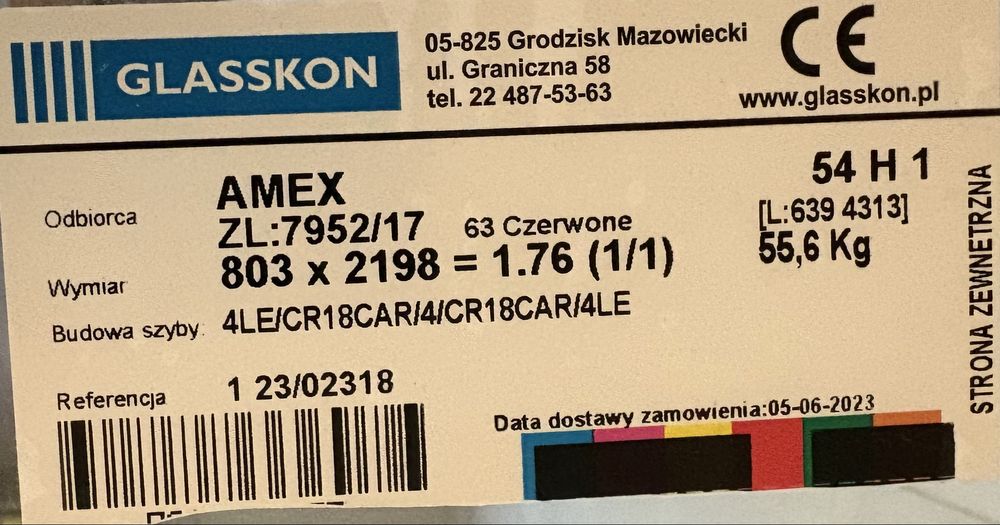 GLASSKON
05-825 Grodzisk Mazowiecki
ul. Graniczna 58
tel. 22 487-53-63
CE
www.glasskon.pl
Odbiorca AMEX 54 H 1
ZL:7952/17 63 Czerwone [L:639 4313]
Wymiar 803 x 2198 = 1.76 (1/1) 55,6 Kg
Budowa szyby: 4LE/CR18CAR/4/CR18CAR/4LE
Referencja 1 23/02318
Data dostawy zamowienia:05-06-2023
STRONA ZEWNETRZNA